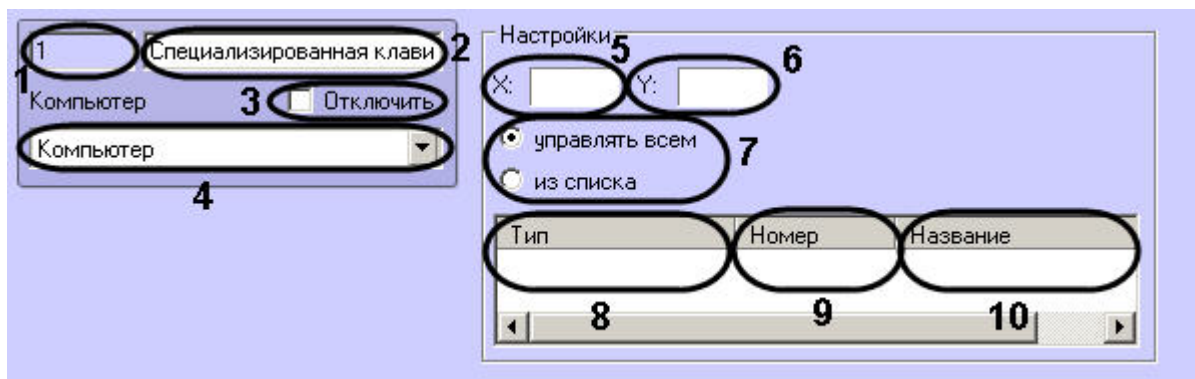 1 Специализированная клави 2
1
Компьютер 3 Отключить
Компьютер
4
Настройки
5 6
X: Y:
управлять всем
7
из списка
Тип Номер Название
8 9 10